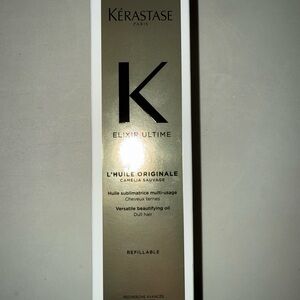 KÉRASTASE
PARIS
K
ELIXIR ULTIME
L'HUILE ORIGINALE
CAMÉLIA SAUVAGE
Huile sublimatrice multi-usage
Cheveux ternes
Versatile beautifying oil
Dull hair
REFILLABLE